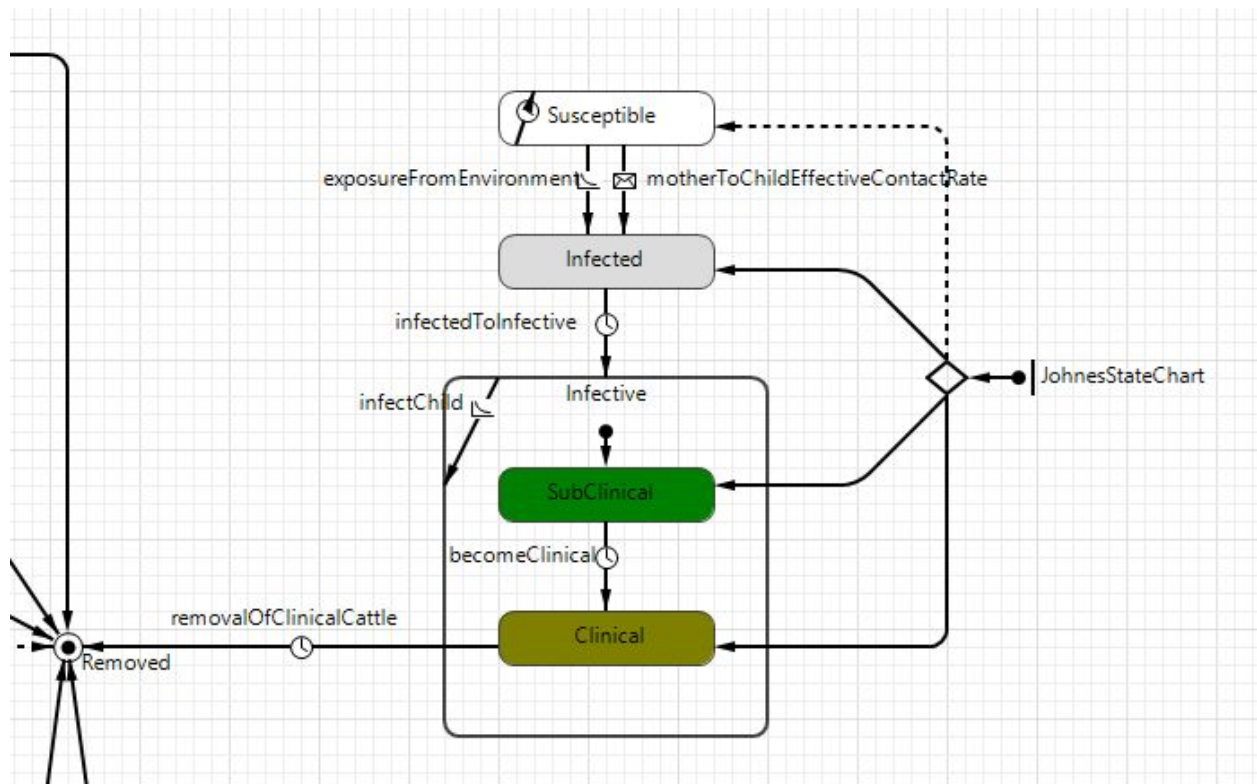 Susceptible
exposureFromEnvironment
motherToChildEffectiveContactRate
Infected
infectedToInfective
JohnesStateChart
Infective
infectChild
SubClinical
becomeClinical
removalOfClinicalCattle
Clinical
Removed